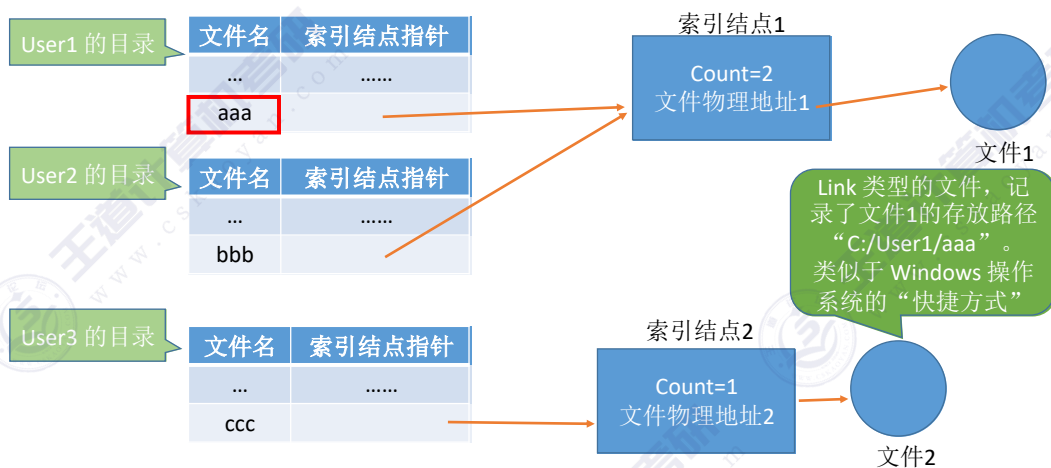 索引结点1
User1 的目录
文件名 索引结点指针
... ......
aaa
Count=2
文件物理地址1
文件1
User2 的目录
文件名 索引结点指针
... ......
bbb
Link 类型的文件，记
录了文件1的存放路径
“C:/User1/aaa”。
类似于 Windows 操作
系统的“快捷方式”
User3 的目录
文件名 索引结点指针
... ......
ccc
索引结点2
Count=1
文件物理地址2
文件2